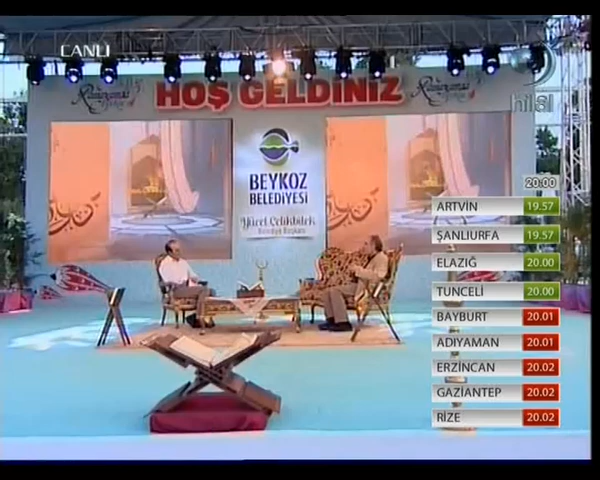 CANLI
HOŞ GELDİNİZ
hilal
BEYKOZ
BELEDİYESİ
Yücel Çelikbilek
Belediye Başkanı
20:00
ARTVİN 19.57
ŞANLIURFA 19.57
ELAZIĞ 20.00
TUNCELİ 20.00
BAYBURT 20.01
ADIYAMAN 20.01
ERZİNCAN 20.02
GAZİANTEP 20.02
RİZE 20.02